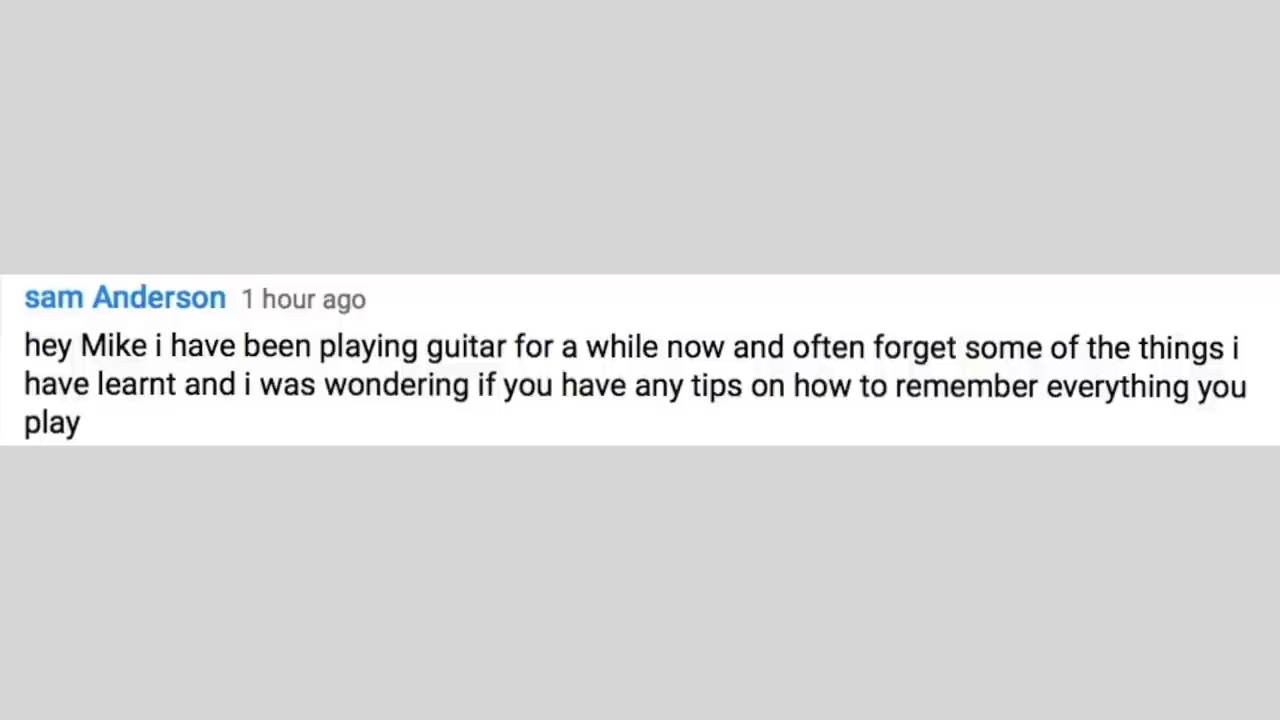 sam Anderson 1 hour ago
hey Mike i have been playing guitar for a while now and often forget some of the things i
have learnt and i was wondering if you have any tips on how to remember everything you
play